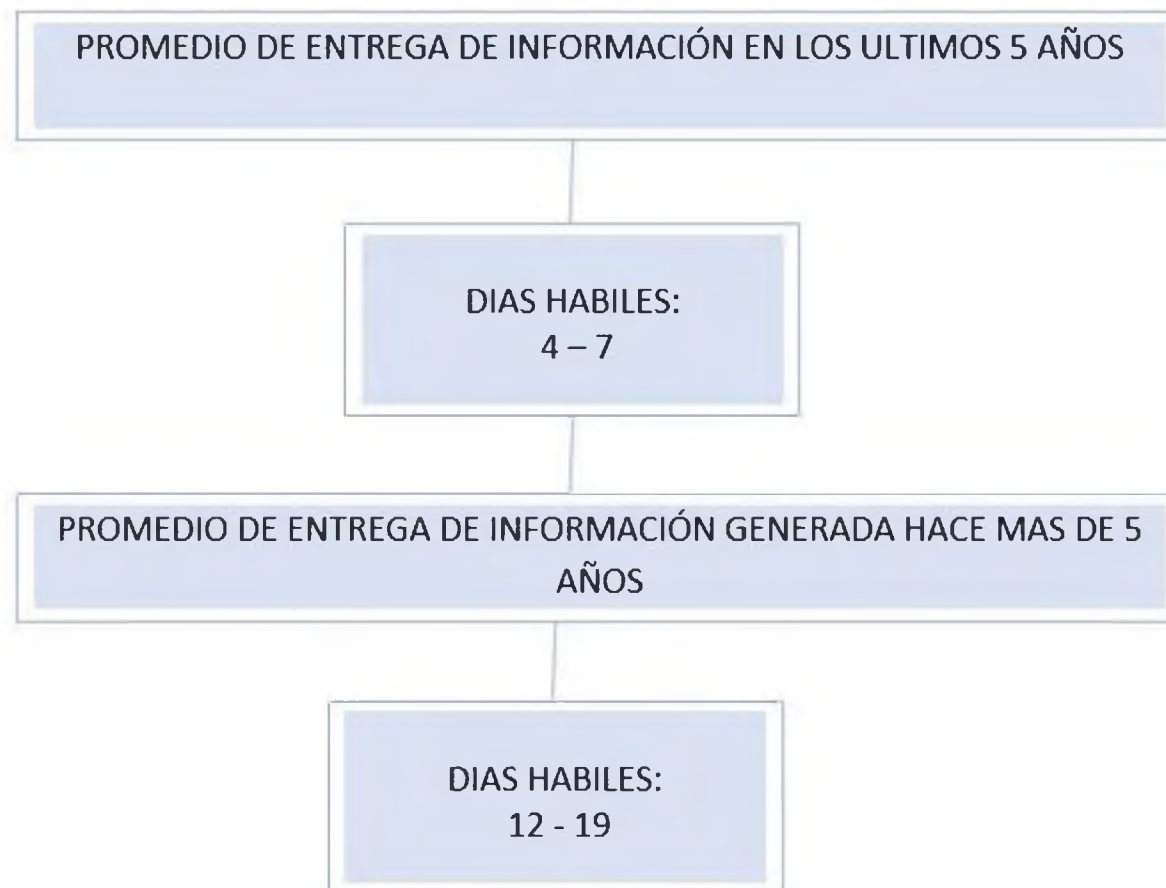 PROMEDIO DE ENTREGA DE INFORMACIÓN EN LOS ULTIMOS 5 AÑOS
DIAS HABILES:
4 – 7
PROMEDIO DE ENTREGA DE INFORMACIÓN GENERADA HACE MAS DE 5
AÑOS
DIAS HABILES:
12 - 19